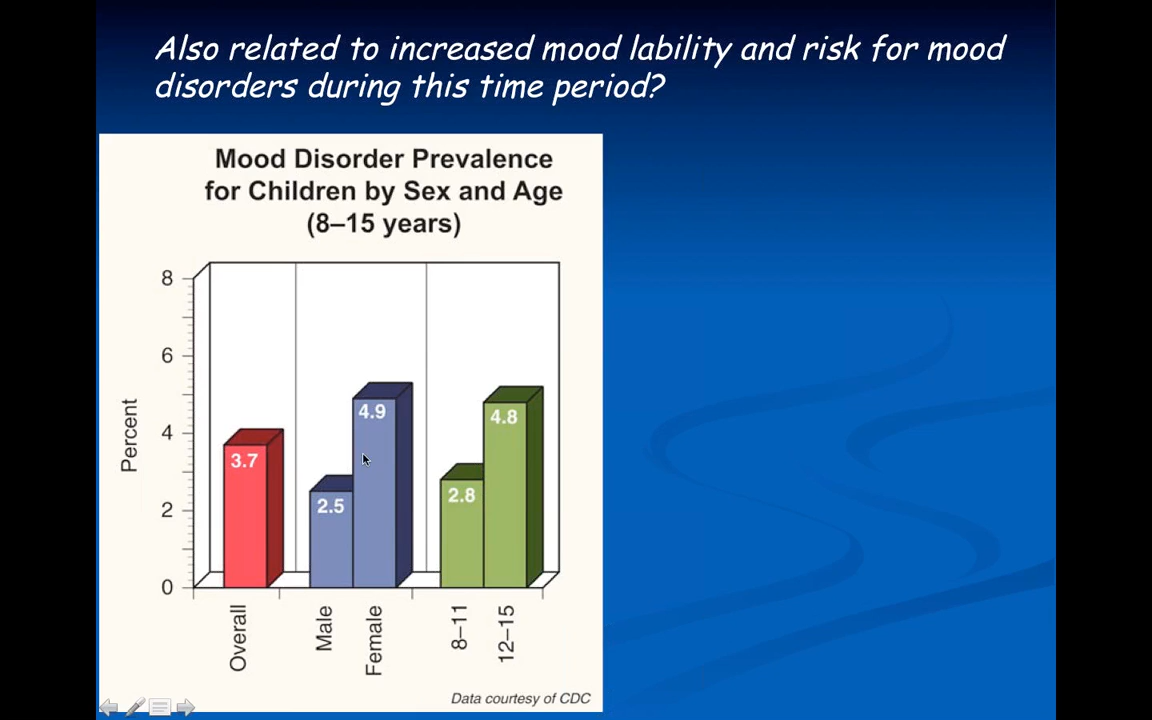 Also related to increased mood lability and risk for mood
disorders during this time period?
Mood Disorder Prevalence
for Children by Sex and Age
(8–15 years)
Percent
8
6
4
2
0
3.7
2.5
4.9
2.8
4.8
Overall
Male
Female
8–11
12–15
Data courtesy of CDC